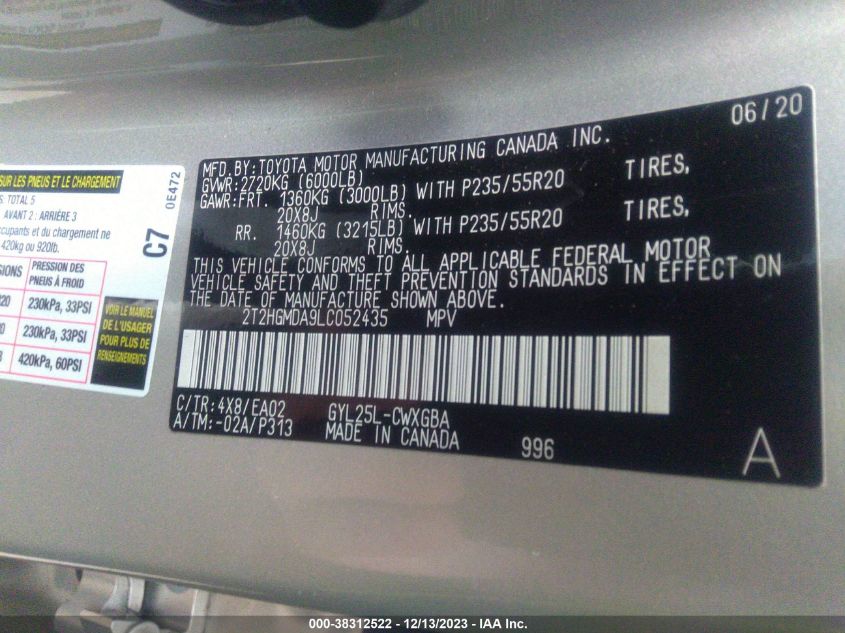 SUR LES PNEUS ET LE CHARGEMENT
TOTAL 5
AVANT 2 : ARRIÈRE 3
occupants et du chargement ne
420kg ou 920lb.
PRESSION DES
PNEUS À FROID
230kPa, 33PSI
230kPa, 33PSI
420kPa, 60PSI
VOIR LE MANUEL
DE L'USAGER
POUR PLUS DE
RENSEIGNEMENTS
C7
0E472
06/20
MFD.BY:TOYOTA MOTOR MANUFACTURING CANADA INC.
GVWR:2720KG (6000LB)
GAWR:FRT. 1360KG (3000LB) WITH P235/55R20 TIRES,
20X8J RIMS.
RR. 1460KG (3215LB) WITH P235/55R20 TIRES,
20X8J RIMS.
THIS VEHICLE CONFORMS TO ALL APPLICABLE FEDERAL MOTOR
VEHICLE SAFETY AND THEFT PREVENTION STANDARDS IN EFFECT ON
THE DATE OF MANUFACTURE SHOWN ABOVE.
2T2HGMDA9LC052435 MPV
C/TR:4X8/EA02 GYL25L-CWXGBA
A/TM:-02A/P313 MADE IN CANADA 996
A
000-38312522 - 12/13/2023 - IAA Inc.